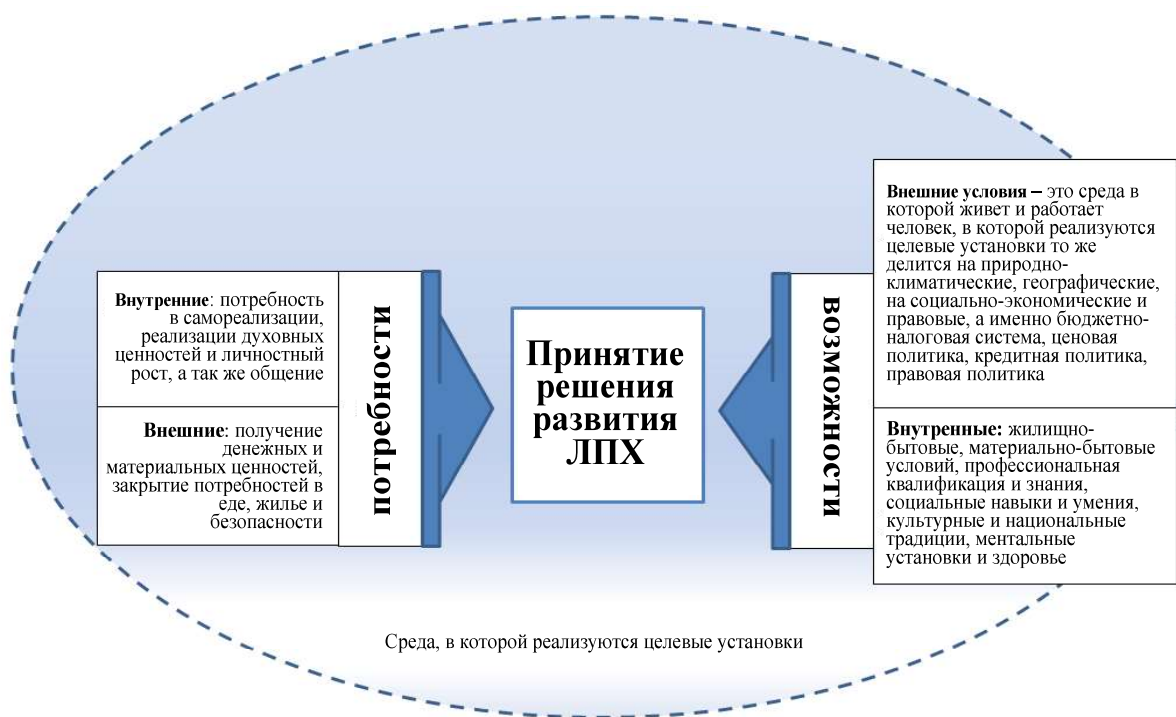 Внутренние: потребность
в самореализации,
реализации духовных
ценностей и личностный
рост, а так же общение
Внешние: получение
денежных и
материальных ценностей,
закрытие потребностей в
еде, жилье и
безопасности
потребности
Принятие
решения
развития
ЛПХ
возможности
Внешние условия – это среда в
которой живет и работает
человек, в которой реализуются
целевые установки то же
делится на природно-
климатические, географические,
на социально-экономические и
правовые, а именно бюджетно-
налоговая система, ценовая
политика, кредитная политика,
правовая политика
Внутренные: жилищно-
бытовые, материально-бытовые
условий, профессиональная
квалификация и знания,
социальные навыки и умения,
культурные и национальные
традиции, ментальные
установки и здоровье
Среда, в которой реализуются целевые установки